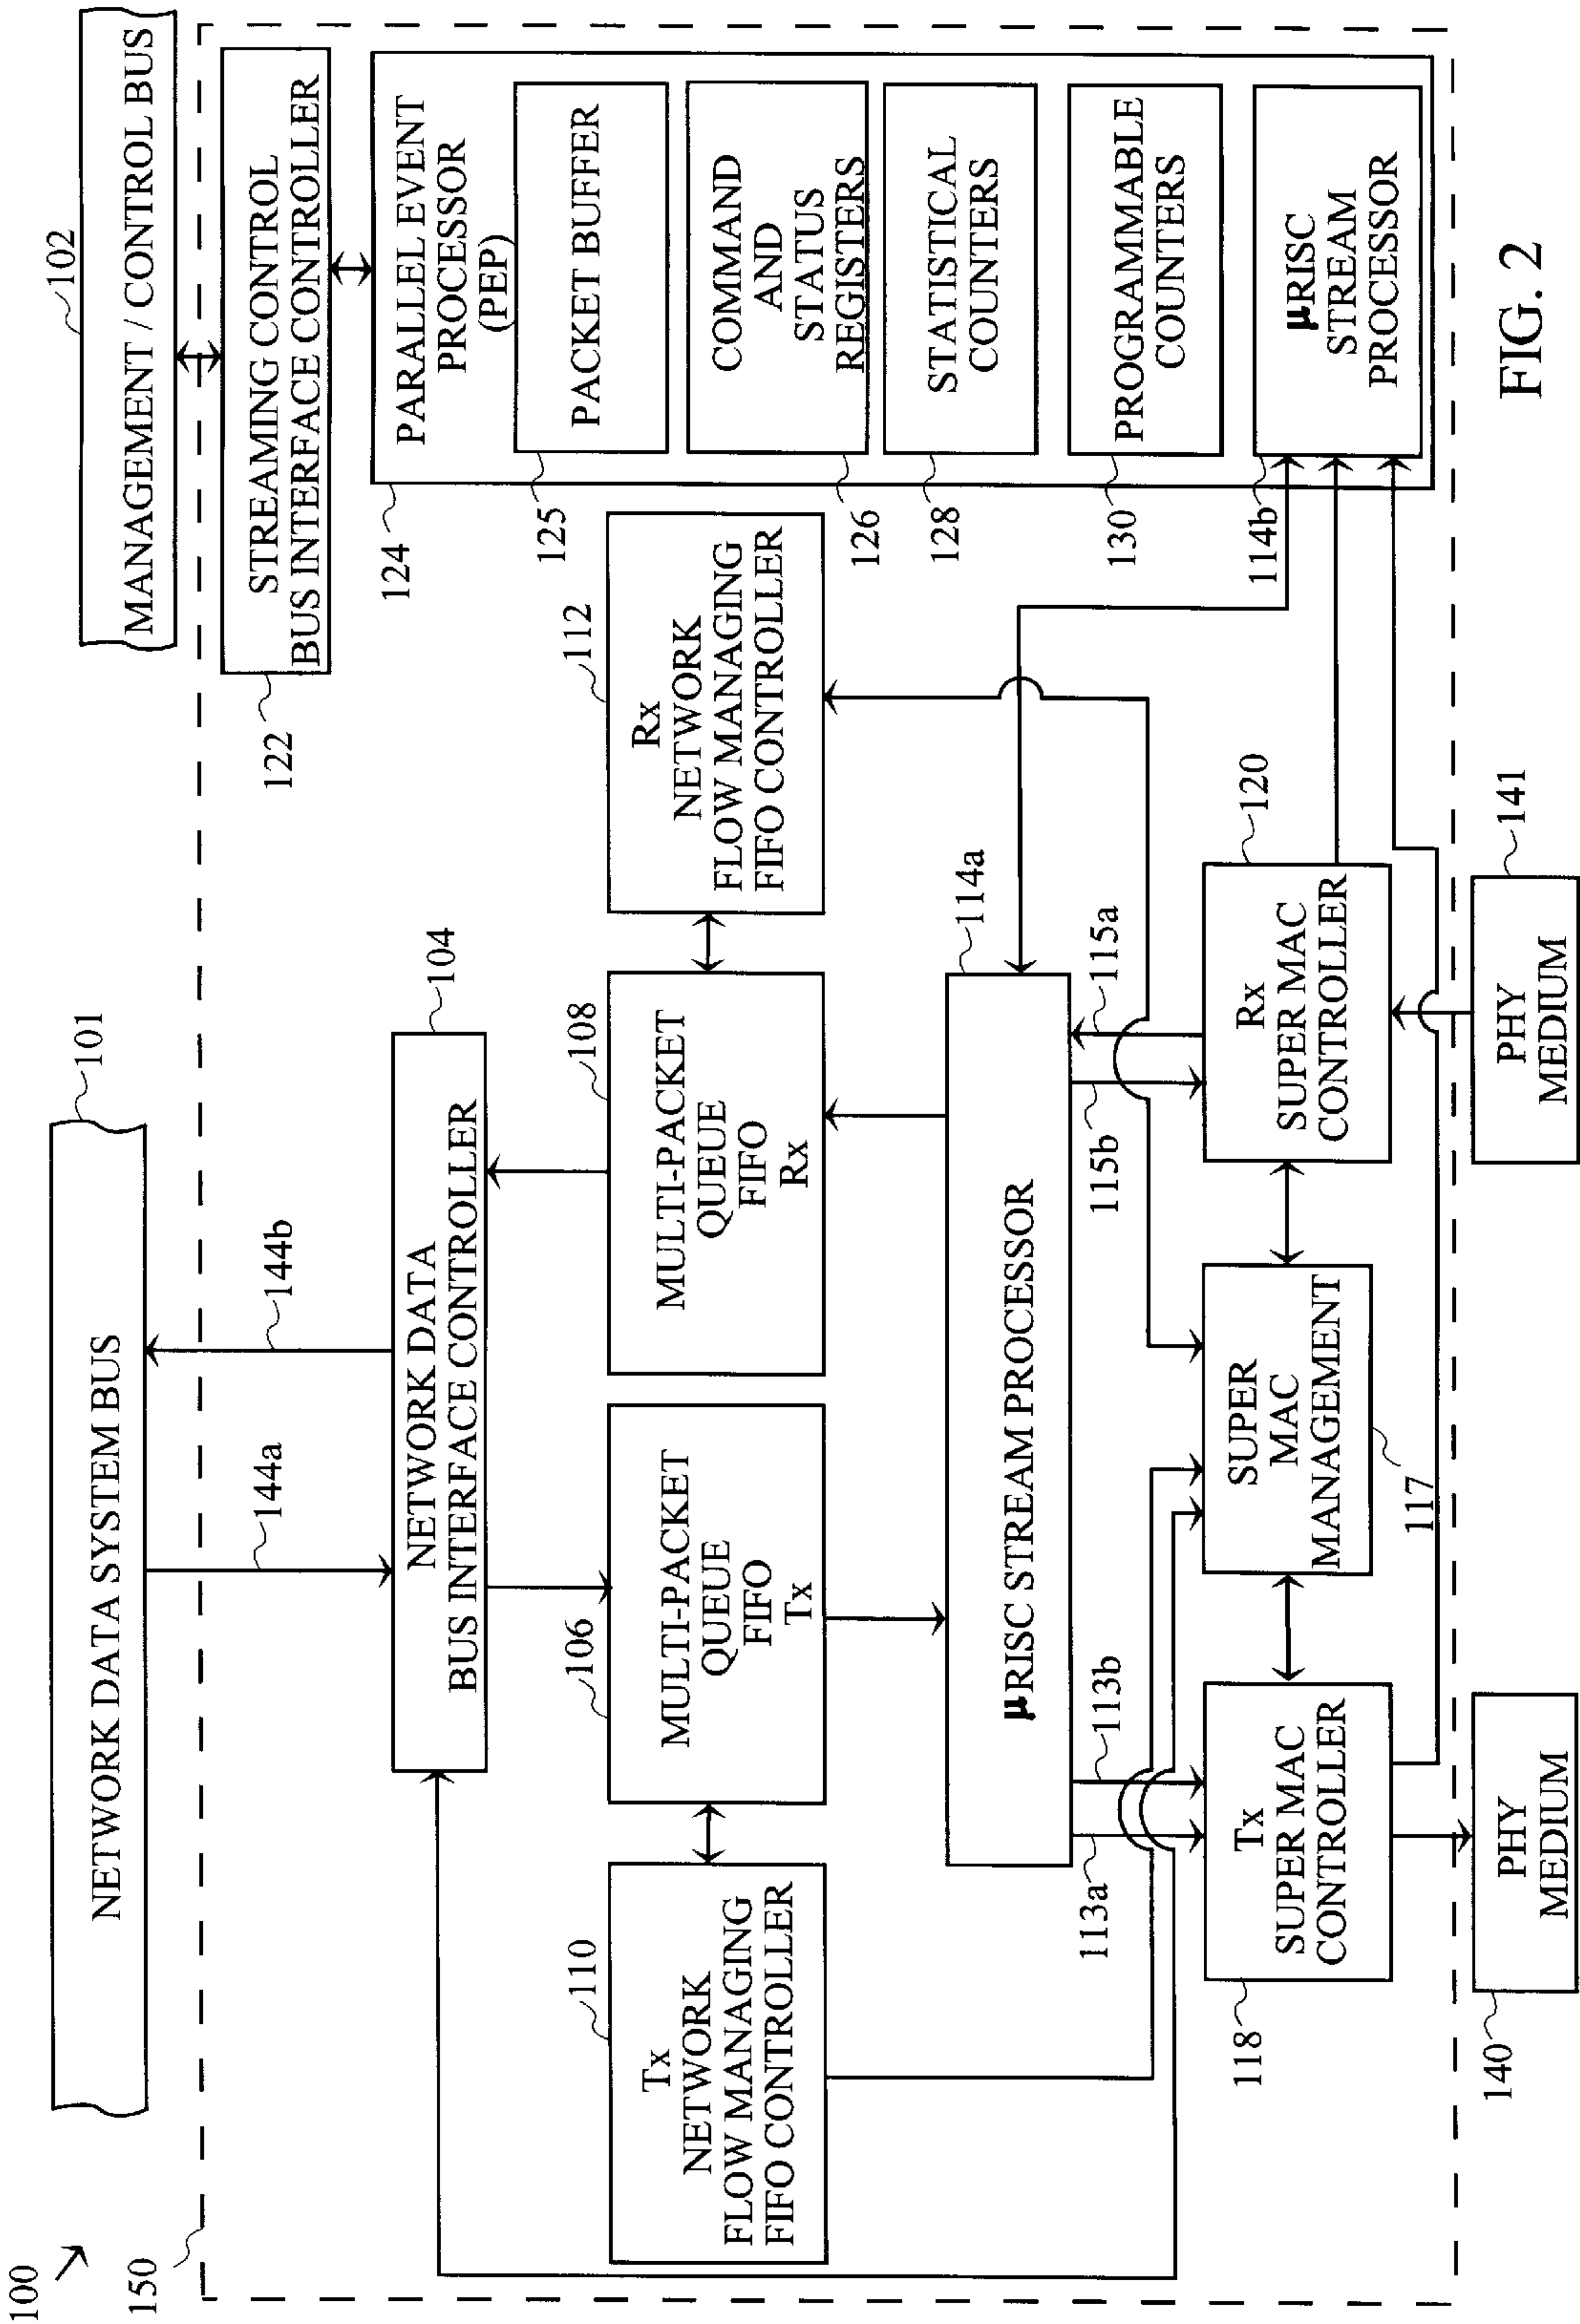 100
150
101
NETWORK DATA SYSTEM BUS
102
MANAGEMENT / CONTROL BUS
144a
144b
104
NETWORK DATA
BUS INTERFACE CONTROLLER
122
STREAMING CONTROL
BUS INTERFACE CONTROLLER
110
Tx
NETWORK
FLOW MANAGING
FIFO CONTROLLER
106
MULTI-PACKET
QUEUE
FIFO
Tx
108
MULTI-PACKET
QUEUE
FIFO
Rx
112
Rx
NETWORK
FLOW MANAGING
FIFO CONTROLLER
124
PARALLEL EVENT
PROCESSOR
(PEP)
125
PACKET BUFFER
126
COMMAND
AND
STATUS
REGISTERS
128
STATISTICAL
COUNTERS
130
PROGRAMMABLE
COUNTERS
114b
µRISC
STREAM
PROCESSOR
114a
µRISC STREAM PROCESSOR
113a
113b
115b
115a
118
Tx
SUPER MAC
CONTROLLER
SUPER
MAC
MANAGEMENT
117
120
Rx
SUPER MAC
CONTROLLER
140
PHY
MEDIUM
141
PHY
MEDIUM
FIG. 2